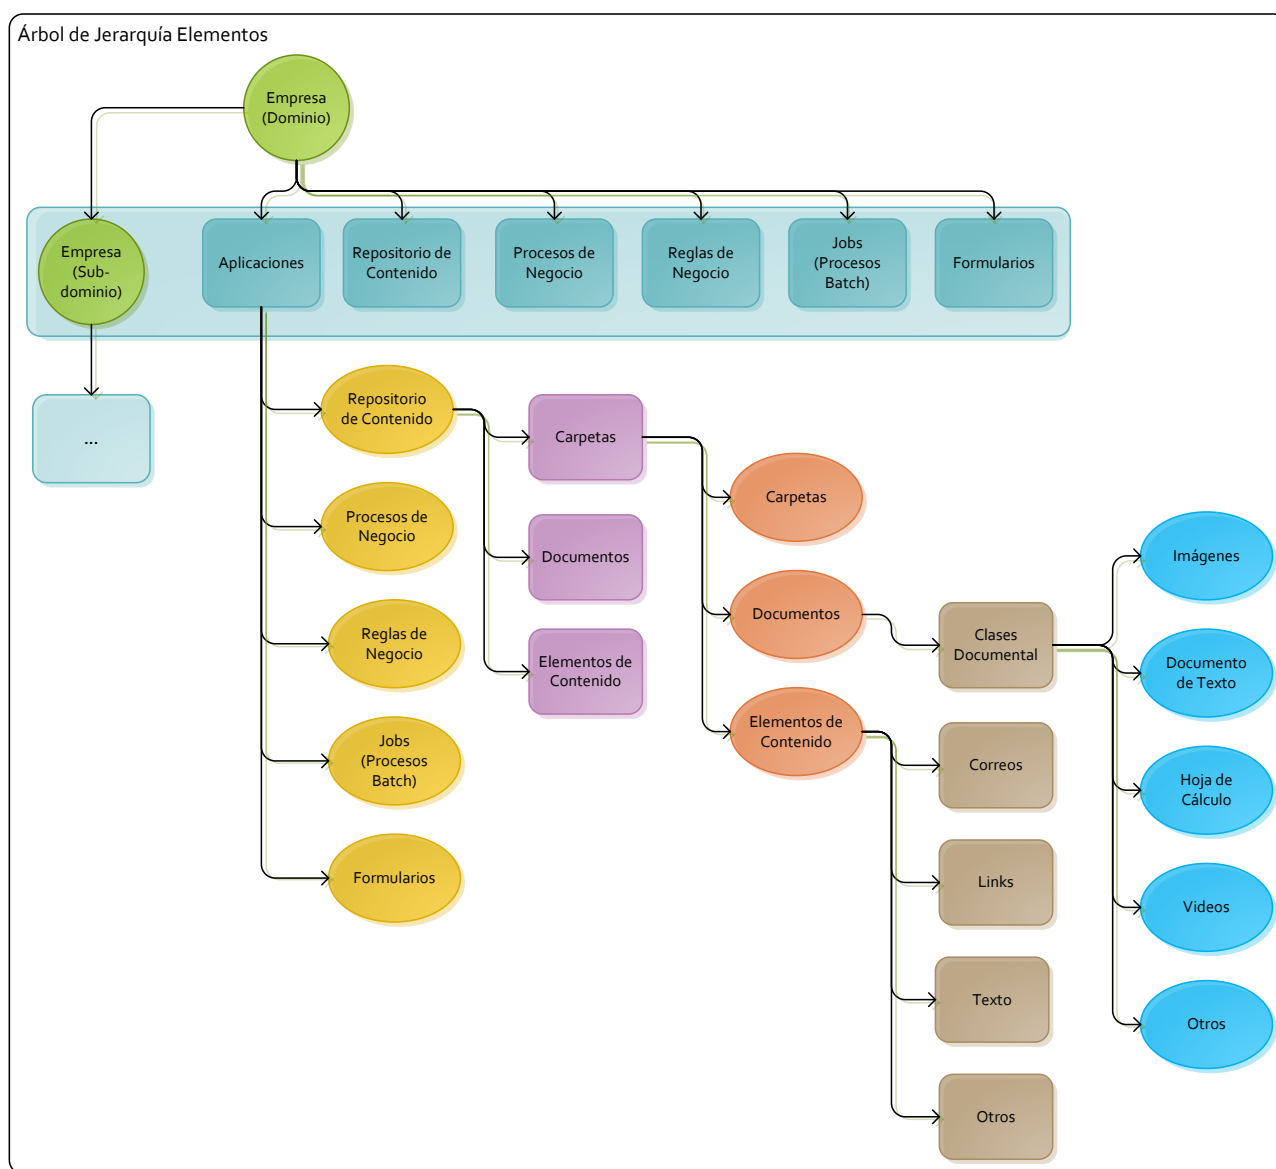 Árbol de Jerarquía Elementos
Empresa
(Dominio)
Empresa
(Sub-
dominio)
Aplicaciones
Repositorio de
Contenido
Procesos de
Negocio
Reglas de
Negocio
Jobs
(Procesos
Batch)
Formularios
...
Repositorio
de Contenido
Procesos de
Negocio
Reglas de
Negocio
Jobs
(Procesos
Batch)
Formularios
Carpetas
Documentos
Elementos de
Contenido
Carpetas
Documentos
Elementos de
Contenido
Clases
Documental
Correos
Links
Texto
Otros
Imágenes
Documento
de Texto
Hoja de
Cálculo
Videos
Otros